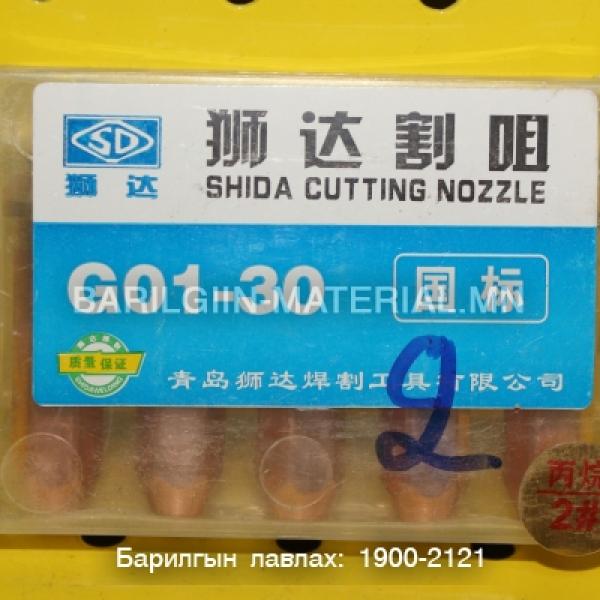 SD
狮达
狮达割咀
SHIDA CUTTING NOZZLE
G01-30
国标
BARILGIIN-MATERIAL.MN
质量保证
青岛狮达焊割工具有限公司
2
丙烷
2#
Барилгын лавлах: 1900-2121